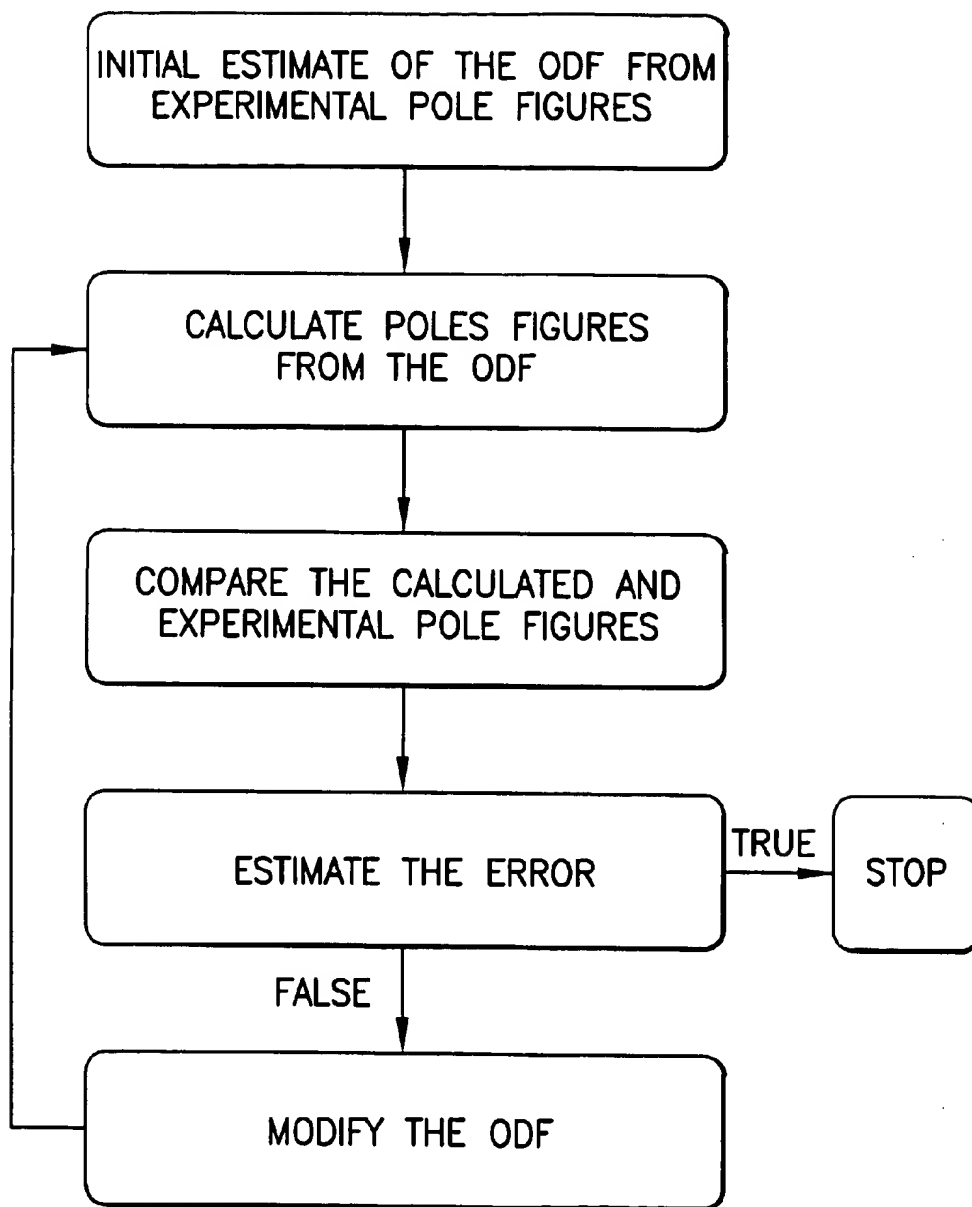 INITIAL ESTIMATE OF THE ODF FROM
EXPERIMENTAL POLE FIGURES
CALCULATE POLES FIGURES
FROM THE ODF
COMPARE THE CALCULATED AND
EXPERIMENTAL POLE FIGURES
ESTIMATE THE ERROR
TRUE
STOP
FALSE
MODIFY THE ODF